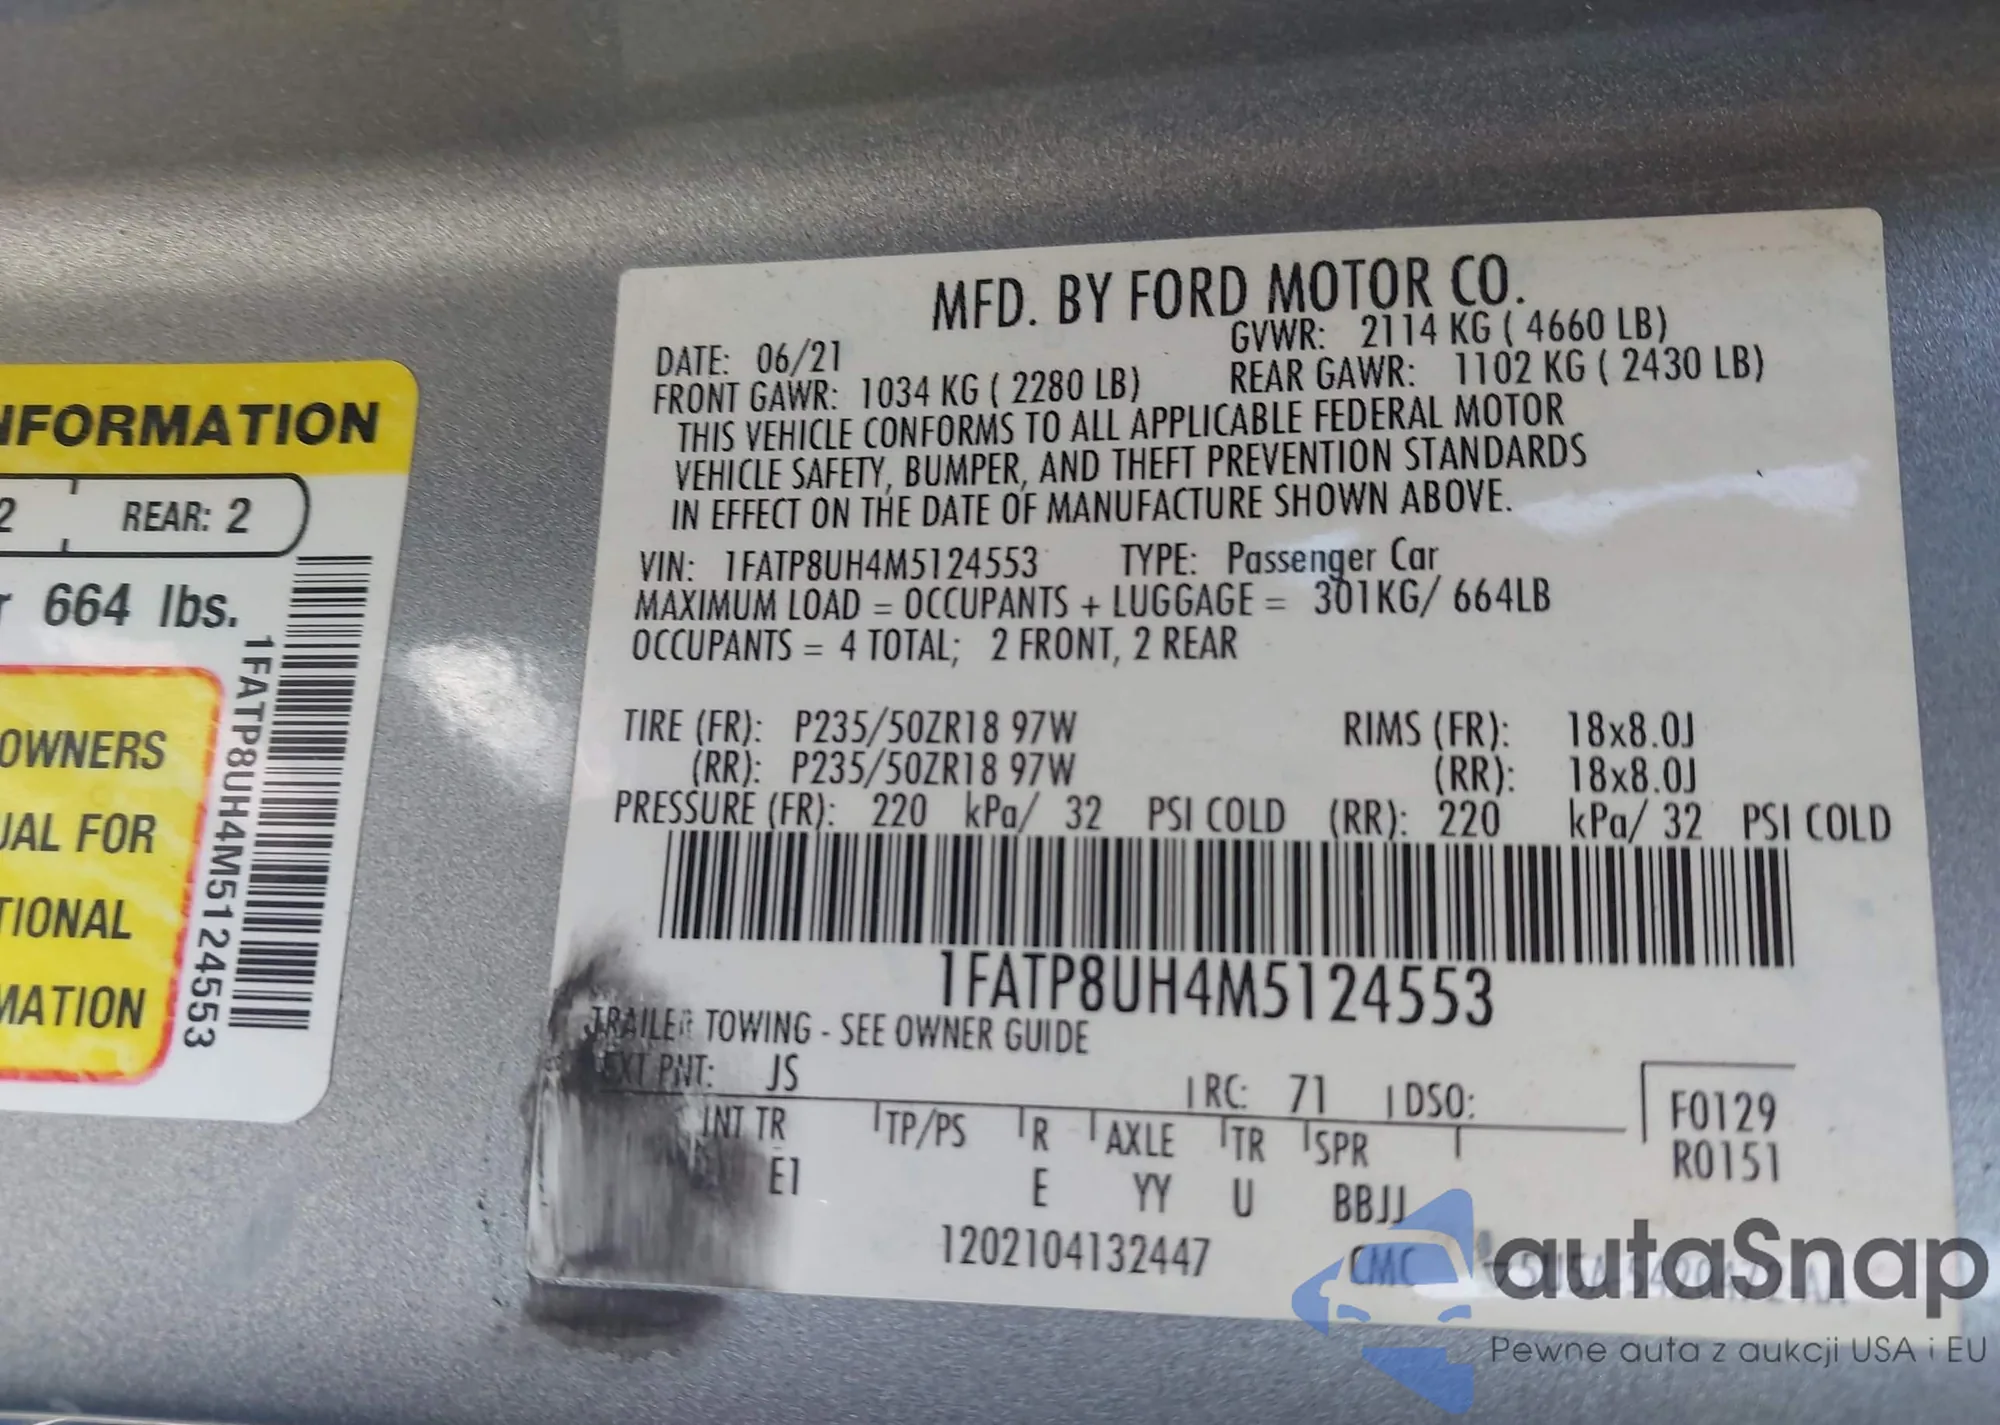 NFORMATION
2 REAR: 2
664 lbs.
OWNERS
UAL FOR
TIONAL
MATION
1FATP8UH4M5124553
MFD. BY FORD MOTOR CO.
DATE: 06/21 GVWR: 2114 KG ( 4660 LB)
FRONT GAWR: 1034 KG ( 2280 LB) REAR GAWR: 1102 KG ( 2430 LB)
THIS VEHICLE CONFORMS TO ALL APPLICABLE FEDERAL MOTOR
VEHICLE SAFETY, BUMPER, AND THEFT PREVENTION STANDARDS
IN EFFECT ON THE DATE OF MANUFACTURE SHOWN ABOVE.
VIN: 1FATP8UH4M5124553 TYPE: Passenger Car
MAXIMUM LOAD = OCCUPANTS + LUGGAGE = 301KG/ 664LB
OCCUPANTS = 4 TOTAL; 2 FRONT, 2 REAR
TIRE (FR): P235/50ZR18 97W RIMS (FR): 18x8.0J
(RR): P235/50ZR18 97W (RR): 18x8.0J
PRESSURE (FR): 220 kPa/ 32 PSI COLD (RR): 220 kPa/ 32 PSI COLD
1FATP8UH4M5124553
TRAILER TOWING - SEE OWNER GUIDE
EXT PNT: JS RC: 71 DSO: F0129
INT TR TP/PS R AXLE TR SPR R0151
E1 E YY U BBJJ
1202104132447 CMC
autaSnap
Pewne auta z aukcji USA i EU